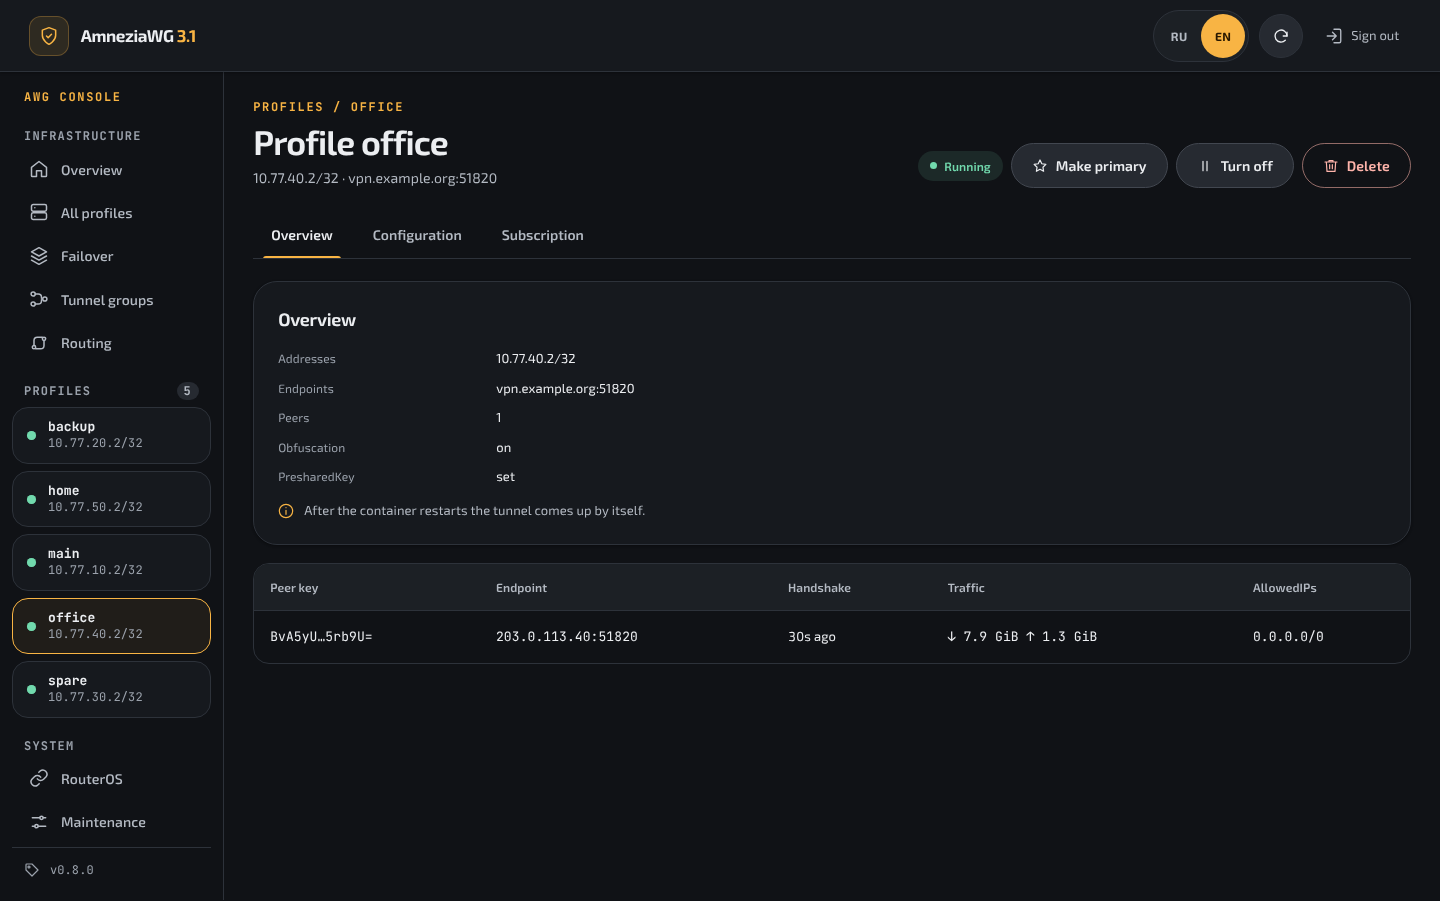 AmneziaWG 3.1
RU
EN
Sign out
AWG CONSOLE
INFRASTRUCTURE
Overview
All profiles
Failover
Tunnel groups
Routing
PROFILES 5
backup
10.77.20.2/32
home
10.77.50.2/32
main
10.77.10.2/32
office
10.77.40.2/32
spare
10.77.30.2/32
SYSTEM
RouterOS
Maintenance
v0.8.0
PROFILES / OFFICE
Profile office
10.77.40.2/32 · vpn.example.org:51820
Running
Make primary
Turn off
Delete
Overview Configuration Subscription
Overview
Addresses 10.77.40.2/32
Endpoints vpn.example.org:51820
Peers 1
Obfuscation on
PresharedKey set
After the container restarts the tunnel comes up by itself.
Peer key Endpoint Handshake Traffic AllowedIPs
BvA5yU…5rb9U= 203.0.113.40:51820 30s ago ↓ 7.9 GiB ↑ 1.3 GiB 0.0.0.0/0